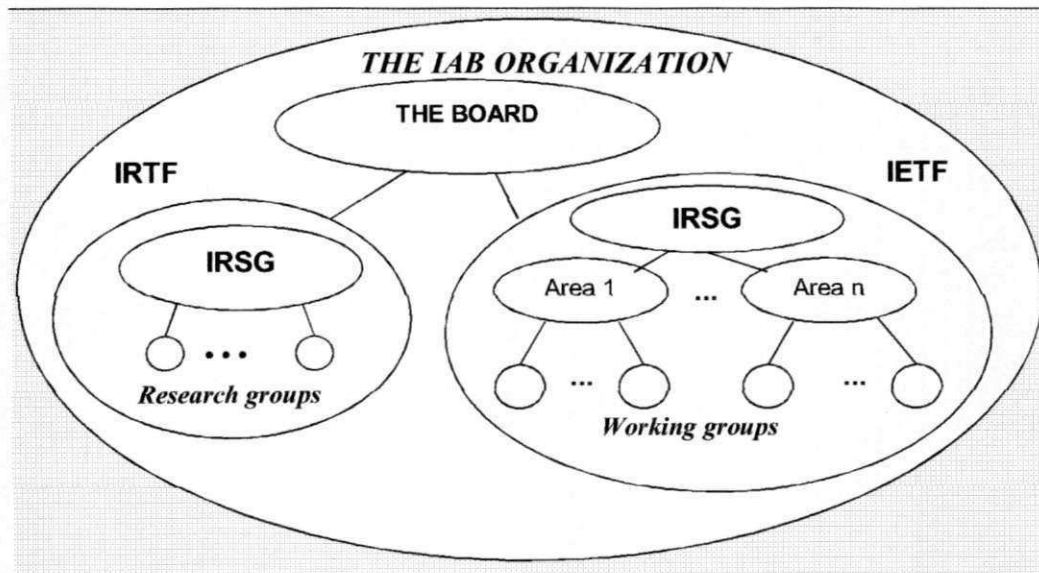 THE IAB ORGANIZATION
THE BOARD
IRTF
IETF
IRSG
IRSG
Area 1
...
Area n
...
Research groups
...
...
Working groups